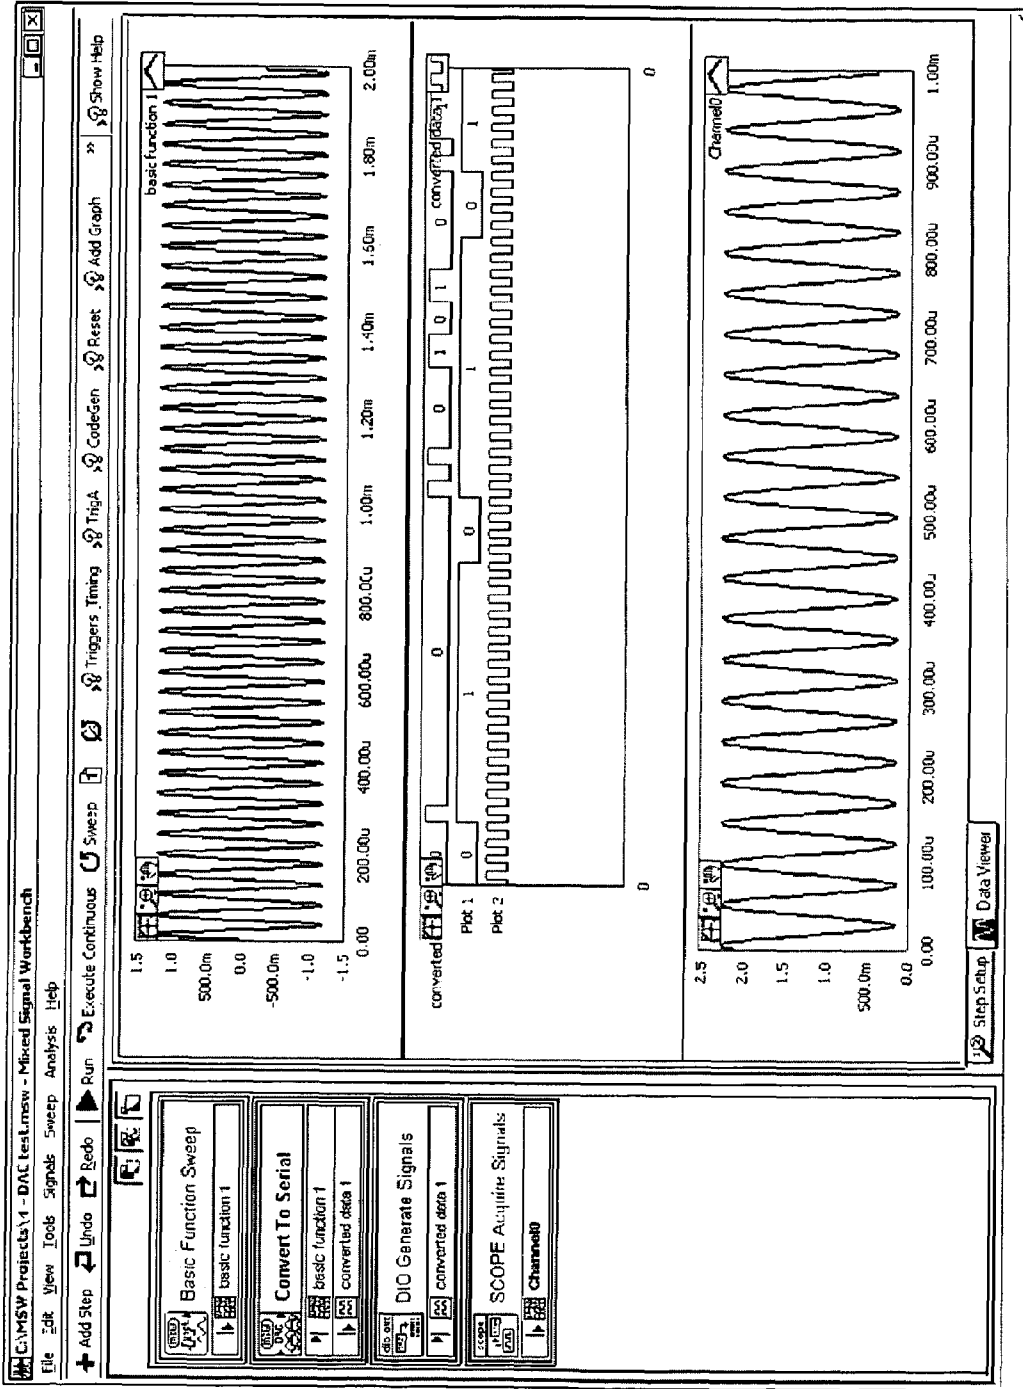 C:\MSW Projects\1 - DAC test.msw - Mixed Signal Workbench
File Edit View Tools Signals Sweep Analysis Help
Add Step Undo Redo Run Execute Continuous Sweep Triggers Timing TrigA CodeGen Reset Add Graph » Show Help
Basic Function Sweep
basic function 1
Convert To Serial
basic function 1
converted data 1
DIO Generate Signals
converted data 1
SCOPE Acquire Signals
Channel0
basic function 1
1.5
1.0
500.0m
0.0
-500.0m
-1.0
-1.5
0.00 200.00u 400.00u 600.00u 800.00u 1.00m 1.20m 1.40m 1.60m 1.80m 2.00m
converted data 1
converted
0 0 1 0 1 0 1
Plot 1
0 1 0 1 0 1
Plot 2
0 0
Channel0
2.5
2.0
1.5
1.0
500.0m
0.0
0.00 100.00u 200.00u 300.00u 400.00u 500.00u 600.00u 700.00u 800.00u 900.00u 1.00m
Step Setup Data Viewer